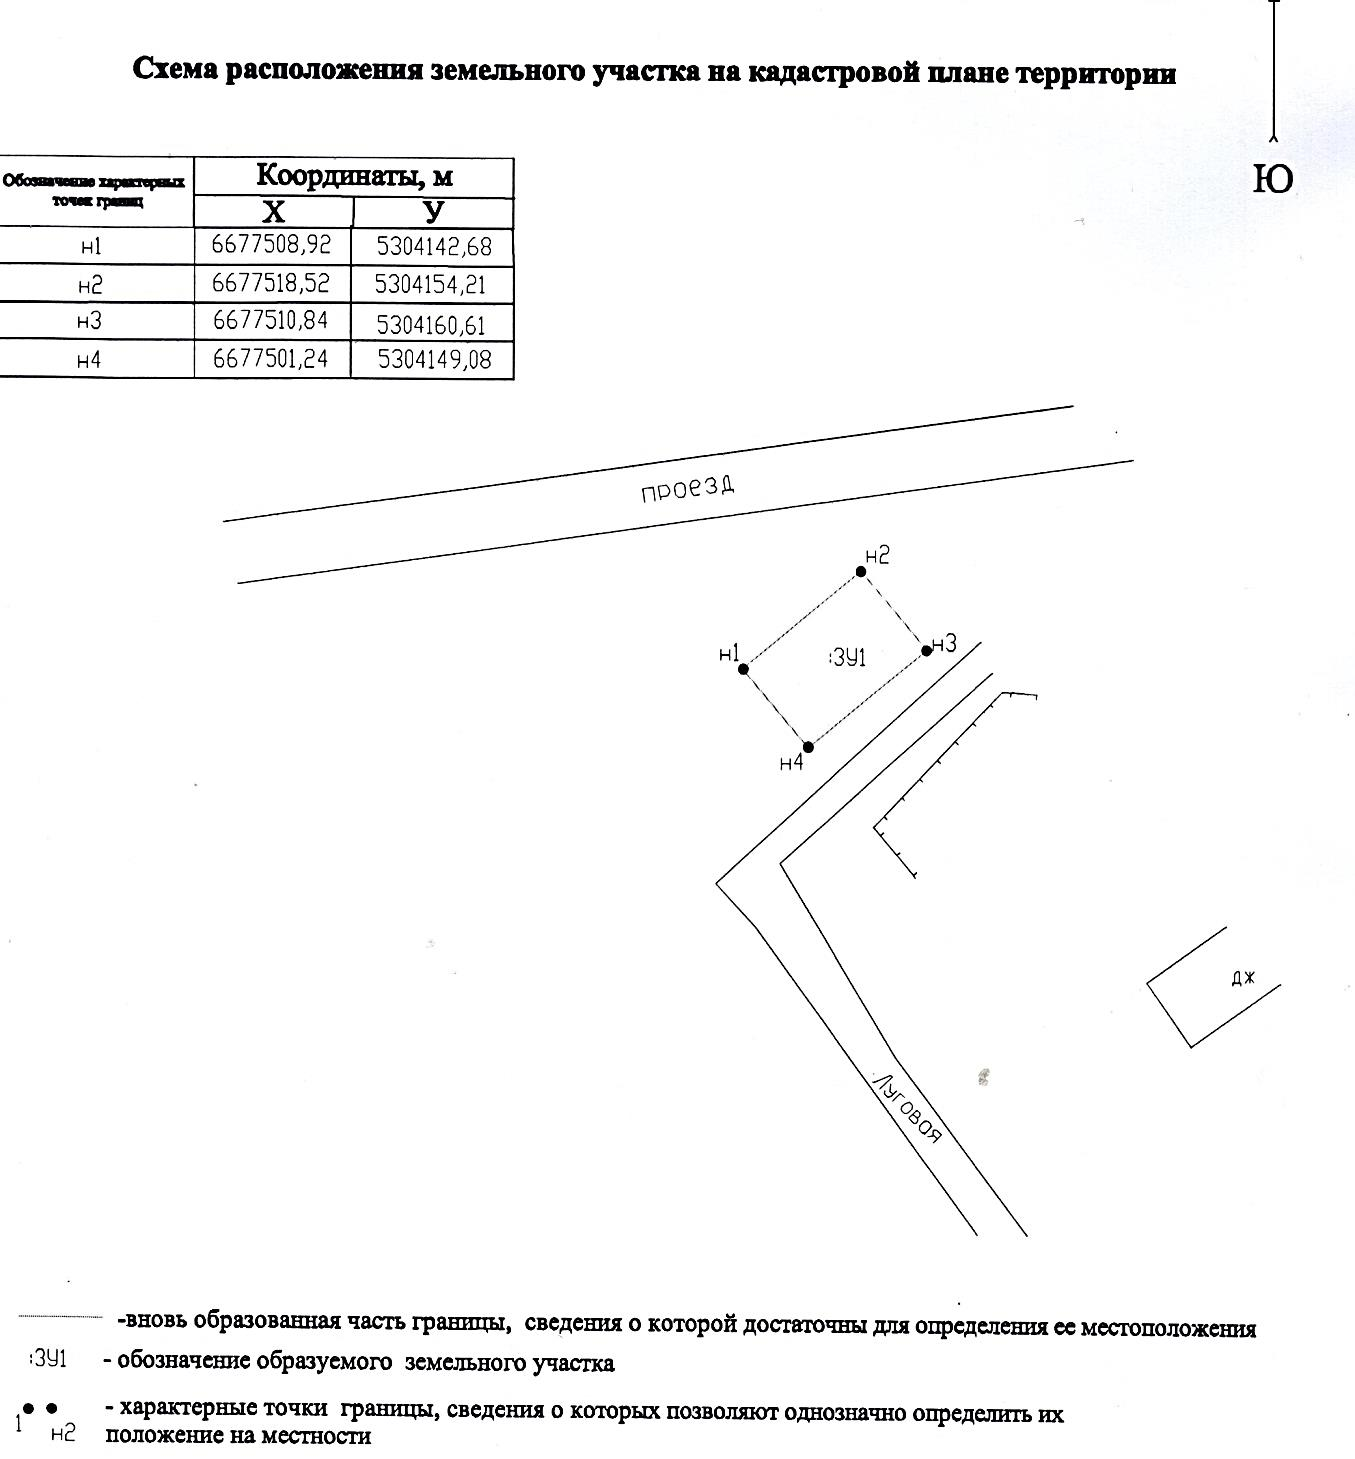 Схема расположения земельного участка на кадастровой плане территории
Ю
Обозначение характерных
точек границ
Координаты, м
Х
У
н1 6677508,92 5304142,68
н2 6677518,52 5304154,21
н3 6677510,84 5304160,61
н4 6677501,24 5304149,08
проезд
н2
н1
:ЗУ1
н3
н4
дж
Луговая
-вновь образованная часть границы, сведения о которой достаточны для определения ее местоположения
:ЗУ1 - обозначение образуемого земельного участка
- характерные точки границы, сведения о которых позволяют однозначно определить их
1 н2 положение на местности